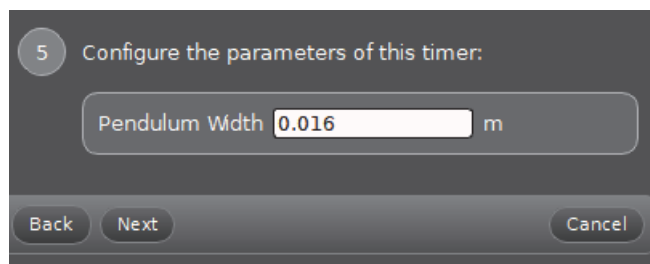 5 Configure the parameters of this timer:
Pendulum Width 0.016 m
Back Next Cancel